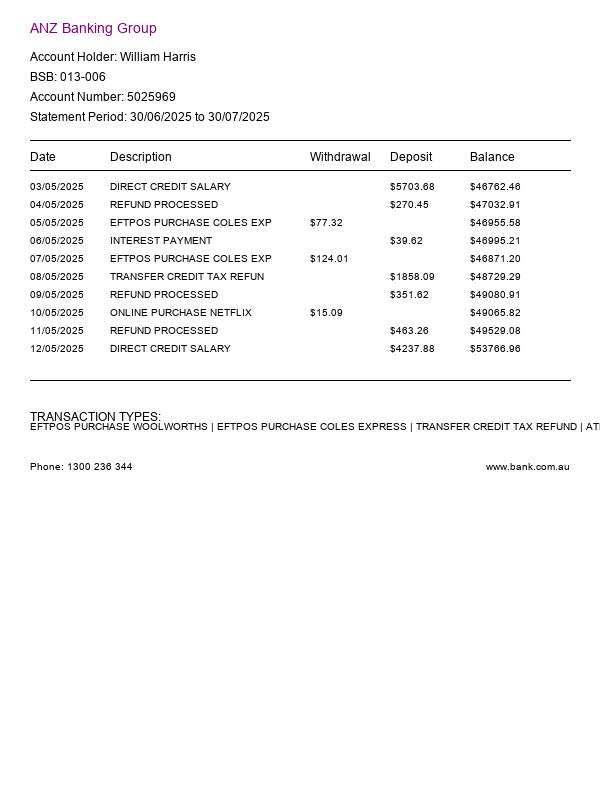 ANZ Banking Group
Account Holder: William Harris
BSB: 013-006
Account Number: 5025969
Statement Period: 30/06/2025 to 30/07/2025
Date Description Withdrawal Deposit Balance
03/05/2025 DIRECT CREDIT SALARY $5703.68 $46762.46
04/05/2025 REFUND PROCESSED $270.45 $47032.91
05/05/2025 EFTPOS PURCHASE COLES EXP $77.32 $46955.58
06/05/2025 INTEREST PAYMENT $39.62 $46995.21
07/05/2025 EFTPOS PURCHASE COLES EXP $124.01 $46871.20
08/05/2025 TRANSFER CREDIT TAX REFUN $1858.09 $48729.29
09/05/2025 REFUND PROCESSED $351.62 $49080.91
10/05/2025 ONLINE PURCHASE NETFLIX $15.09 $49065.82
11/05/2025 REFUND PROCESSED $463.26 $49529.08
12/05/2025 DIRECT CREDIT SALARY $4237.88 $53766.96
TRANSACTION TYPES:
EFTPOS PURCHASE WOOLWORTHS | EFTPOS PURCHASE COLES EXPRESS | TRANSFER CREDIT TAX REFUND |
Phone: 1300 236 344 www.bank.com.au